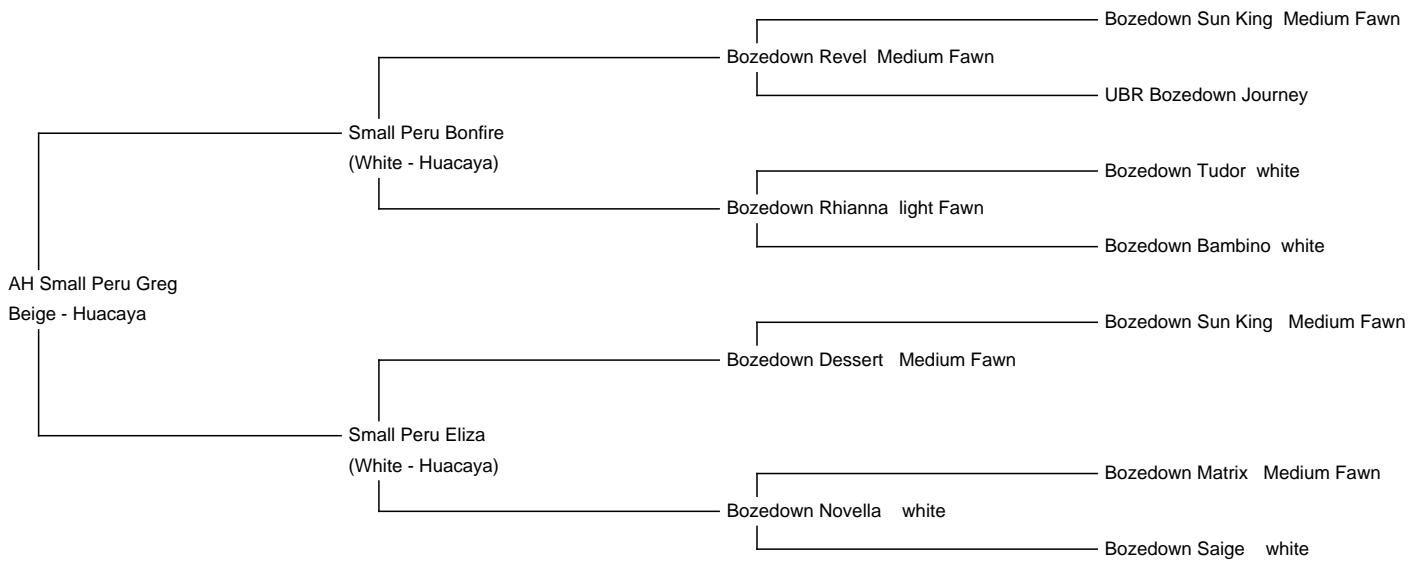 Bozedown Sun King  Medium Fawn
Bozedown Revel  Medium Fawn
UBR Bozedown Journey
Small Peru Bonfire
(White - Huacaya)
Bozedown Tudor  white
Bozedown Rhianna  light Fawn
Bozedown Bambino  white
AH Small Peru Greg
Beige - Huacaya
Bozedown Sun King   Medium Fawn
Bozedown Dessert   Medium Fawn
Small Peru Eliza
(White - Huacaya)
Bozedown Matrix   Medium Fawn
Bozedown Novella    white
Bozedown Saige    white